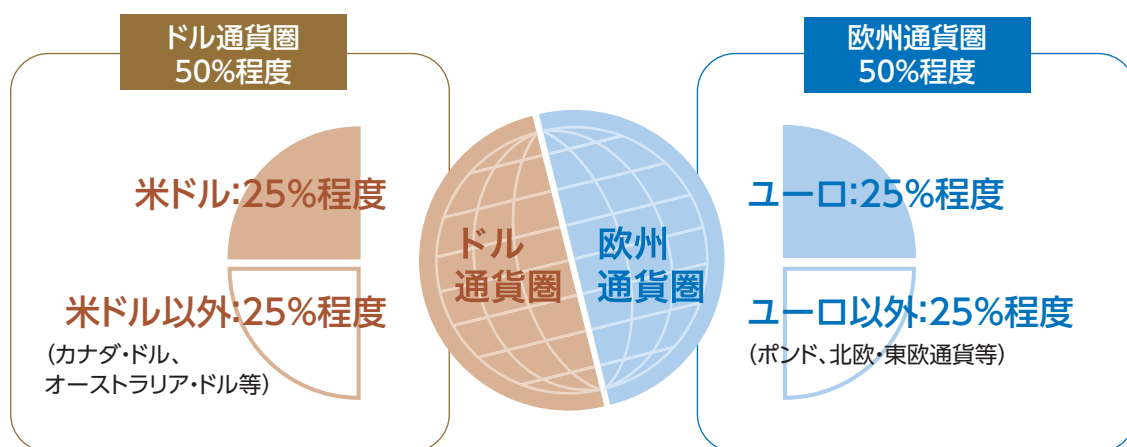 ドル通貨圏
50%程度
米ドル:25%程度
米ドル以外:25%程度
(カナダ・ドル、
オーストラリア・ドル等)
ドル
通貨圏
欧州
通貨圏
欧州通貨圏
50%程度
ユーロ:25%程度
ユーロ以外:25%程度
(ポンド、北欧・東欧通貨等)